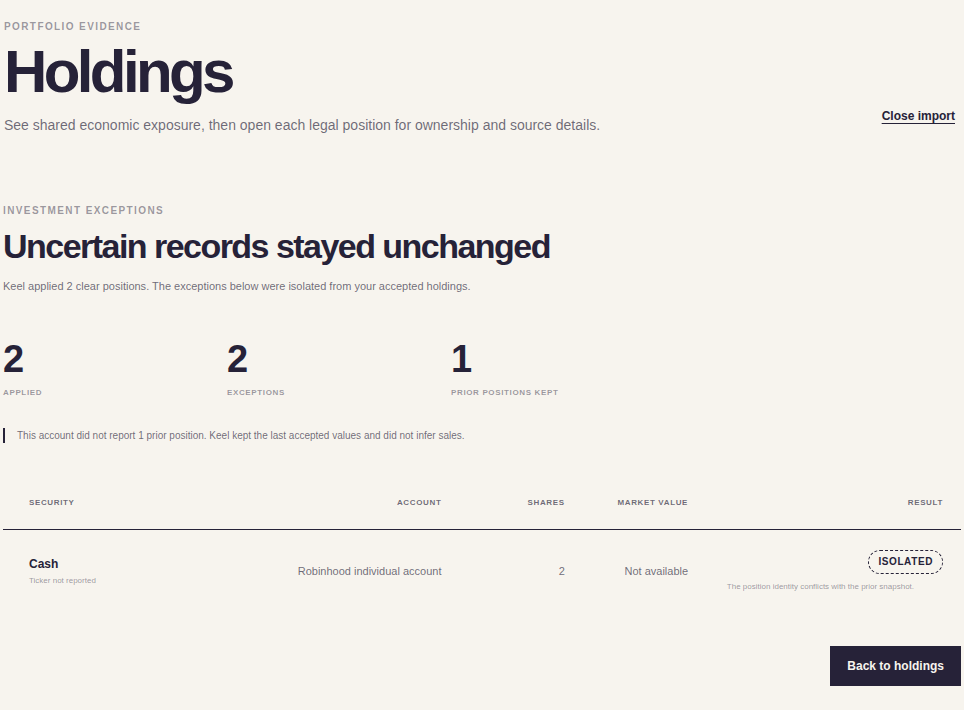 PORTFOLIO EVIDENCE
Holdings
See shared economic exposure, then open each legal position for ownership and source details.
Close import
INVESTMENT EXCEPTIONS
Uncertain records stayed unchanged
Keel applied 2 clear positions. The exceptions below were isolated from your accepted holdings.
2 2 1
APPLIED EXCEPTIONS PRIOR POSITIONS KEPT
This account did not report 1 prior position. Keel kept the last accepted values and did not infer sales.
SECURITY ACCOUNT SHARES MARKET VALUE RESULT
Cash Robinhood individual account 2 Not available ISOLATED
Ticker not reported The position identity conflicts with the prior snapshot.
Back to holdings